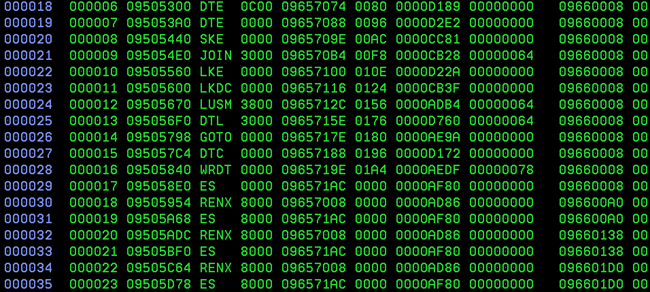 000018 000006 09505300 DTE 0C00 09657074 0080 0000D189 00000000 09660008 00
000019 000007 095053A0 DTE 0000 09657088 0096 0000D2E2 00000000 09660008 00
000020 000008 09505440 SKE 0000 0965709E 00AC 0000CC81 00000000 09660008 00
000021 000009 095054E0 JOIN 3000 096570B4 00F8 0000CB28 00000064 09660008 00
000022 000010 09505560 LKE 0000 09657100 010E 0000D22A 00000000 09660008 00
000023 000011 09505600 LKDC 0000 09657116 0124 0000CB3F 00000000 09660008 00
000024 000012 09505670 LUSM 3800 0965712C 0156 0000ADB4 00000064 09660008 00
000025 000013 095056F0 DTL 3000 0965715E 0176 0000D760 00000064 09660008 00
000026 000014 09505798 GOTO 0000 0965717E 0180 0000AE9A 00000000 09660008 00
000027 000015 095057C4 DTC 0000 09657188 0196 0000D172 00000000 09660008 00
000028 000016 09505840 WRDT 0000 0965719E 01A4 0000AEDF 00000078 09660008 00
000029 000017 095058E0 ES 0000 096571AC 0000 0000AF80 00000000 09660008 00
000030 000018 09505954 RENX 8000 09657008 0000 0000AD86 00000000 096600A0 00
000031 000019 09505A68 ES 8000 096571AC 0000 0000AF80 00000000 096600A0 00
000032 000020 09505ADC RENX 8000 09657008 0000 0000AD86 00000000 09660138 00
000033 000021 09505BF0 ES 8000 096571AC 0000 0000AF80 00000000 09660138 00
000034 000022 09505C64 RENX 8000 09657008 0000 0000AD86 00000000 096601D0 00
000035 000023 09505D78 ES 8000 096571AC 0000 0000AF80 00000000 096601D0 00